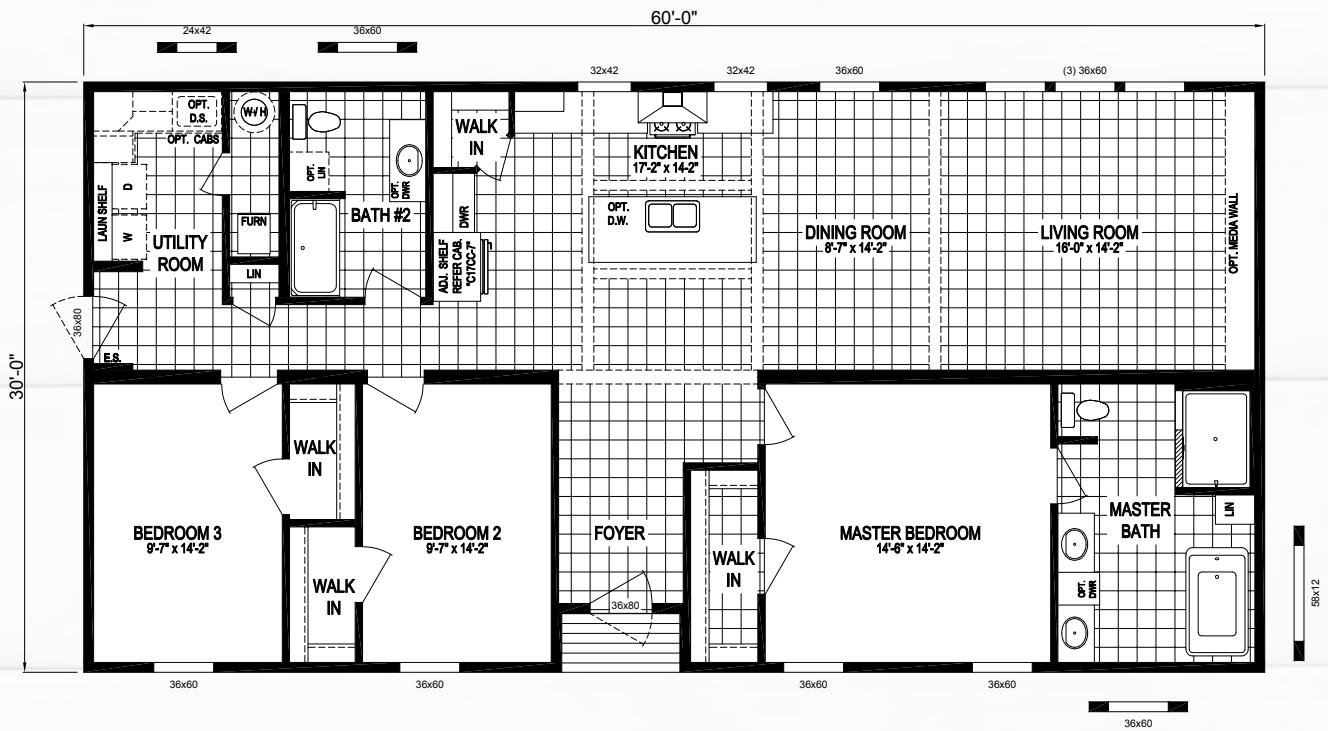 60'-0"
24x42
36x60
32x42
32x42
36x60
(3) 36x60
30'-0"
OPT.
D.S.
OPT. CABS
W/H
LAUN SHELF
D
W
UTILITY
ROOM
FURN
LIN
OPT.
LIN
OPT.
DWR
BATH #2
WALK
IN
DWR
ADJ. SHELF
REFER CAB.
"C17CC-7"
KITCHEN
17'-2" x 14'-2"
OPT.
D.W.
DINING ROOM
8'-7" x 14'-2"
LIVING ROOM
16'-0" x 14'-2"
OPT. MEDIA WALL
36x80
E.S.
WALK
IN
BEDROOM 3
9'-7" x 14'-2"
WALK
IN
BEDROOM 2
9'-7" x 14'-2"
FOYER
36x80
WALK
IN
MASTER BEDROOM
14'-6" x 14'-2"
MASTER
BATH
LIN
OPT.
DWR
58x12
36x60
36x60
36x60
36x60
36x60